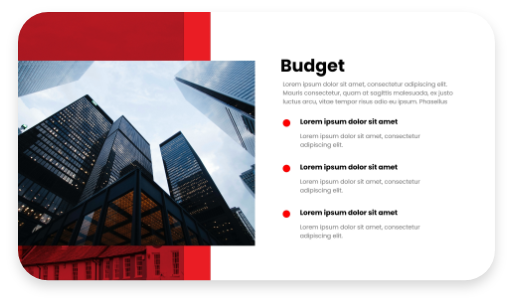 Budget
Lorem ipsum dolor sit amet, consectetur adipiscing elit.
Mauris consectetur, quam at sagittis malesuada, ex justo
luctus arcu, vitae tempor risus odio eu ipsum. Phasellus
Lorem ipsum dolor sit amet
Lorem ipsum dolor sit amet, consectetur
adipiscing elit.
Lorem ipsum dolor sit amet
Lorem ipsum dolor sit amet, consectetur
adipiscing elit.
Lorem ipsum dolor sit amet
Lorem ipsum dolor sit amet, consectetur
adipiscing elit.